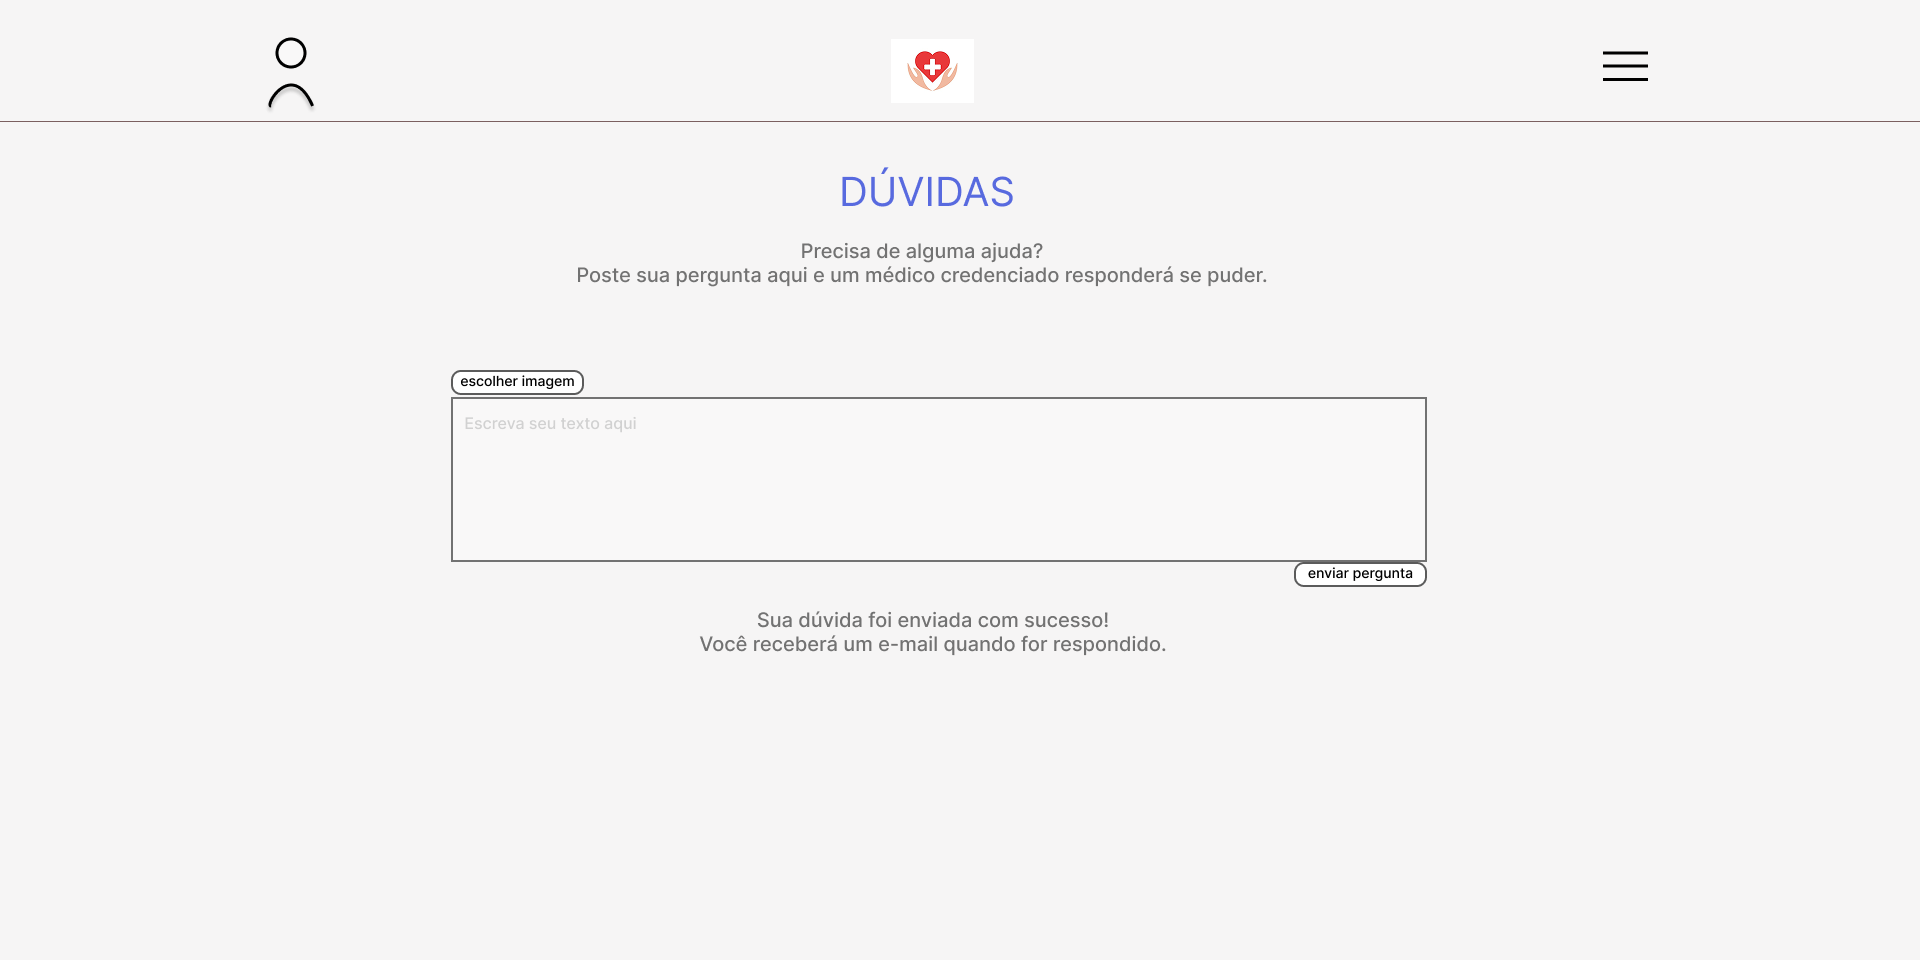 DÚVIDAS
Precisa de alguma ajuda?
Poste sua pergunta aqui e um médico credenciado responderá se puder.
escolher imagem
Escreva seu texto aqui
enviar pergunta
Sua dúvida foi enviada com sucesso!
Você receberá um e-mail quando for respondido.